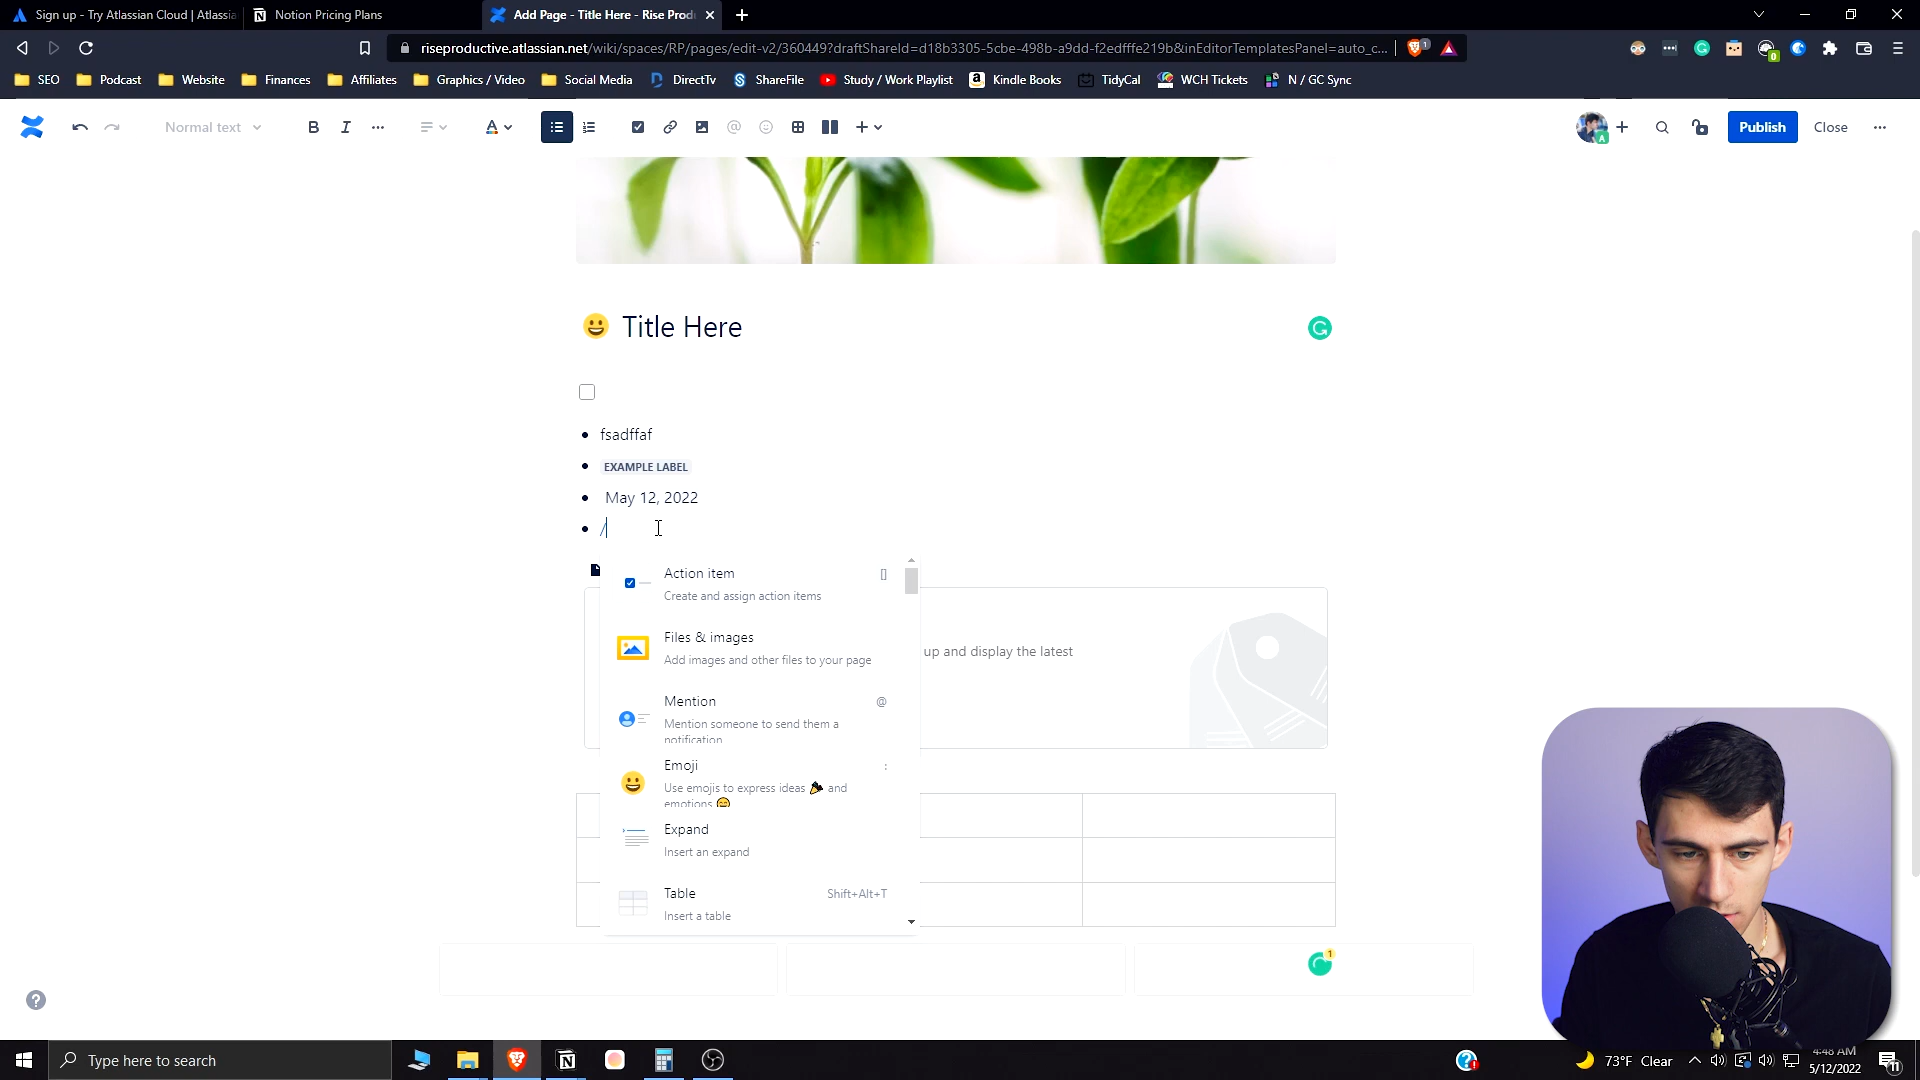 Sign up - Try Atlassian Cloud | Atlassia
Notion Pricing Plans
Add Page - Title Here - Rise Prod
riseproductive.atlassian.net/wiki/spaces/RP/pages/edit-v2/360449?draftShareId=d18b3305-5cbe-498b-a9dd-f2edfffe219b&inEditorTemplatesPanel=auto_c...
SEO
Podcast
Website
Finances
Affiliates
Graphics / Video
Social Media
DirectTv
ShareFile
Study / Work Playlist
Kindle Books
TidyCal
WCH Tickets
N / GC Sync
Normal text
Publish
Close
Title Here
fsadffaf
EXAMPLE LABEL
May 12, 2022
/
Action item []
Create and assign action items
Files & images
Add images and other files to your page
up and display the latest
Mention @
Mention someone to send them a
notification
Emoji :
Use emojis to express ideas 🎉 and
emotions 😄
Expand
Insert an expand
Table Shift+Alt+T
Insert a table
Type here to search
73°F Clear
4:48 AM
5/12/2022
11